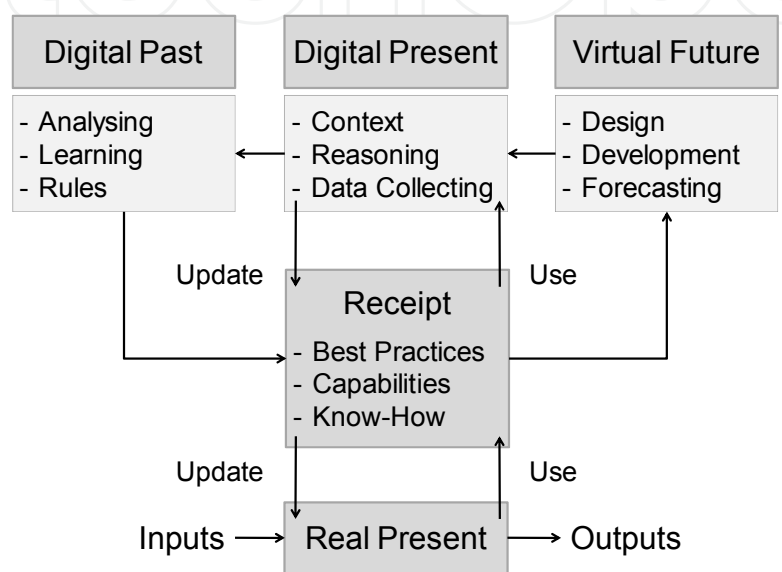 Digital Past
- Analysing
- Learning
- Rules
Digital Present
- Context
- Reasoning
- Data Collecting
Virtual Future
- Design
- Development
- Forecasting
Update
Use
Receipt
- Best Practices
- Capabilities
- Know-How
Update
Use
Inputs
Real Present
Outputs